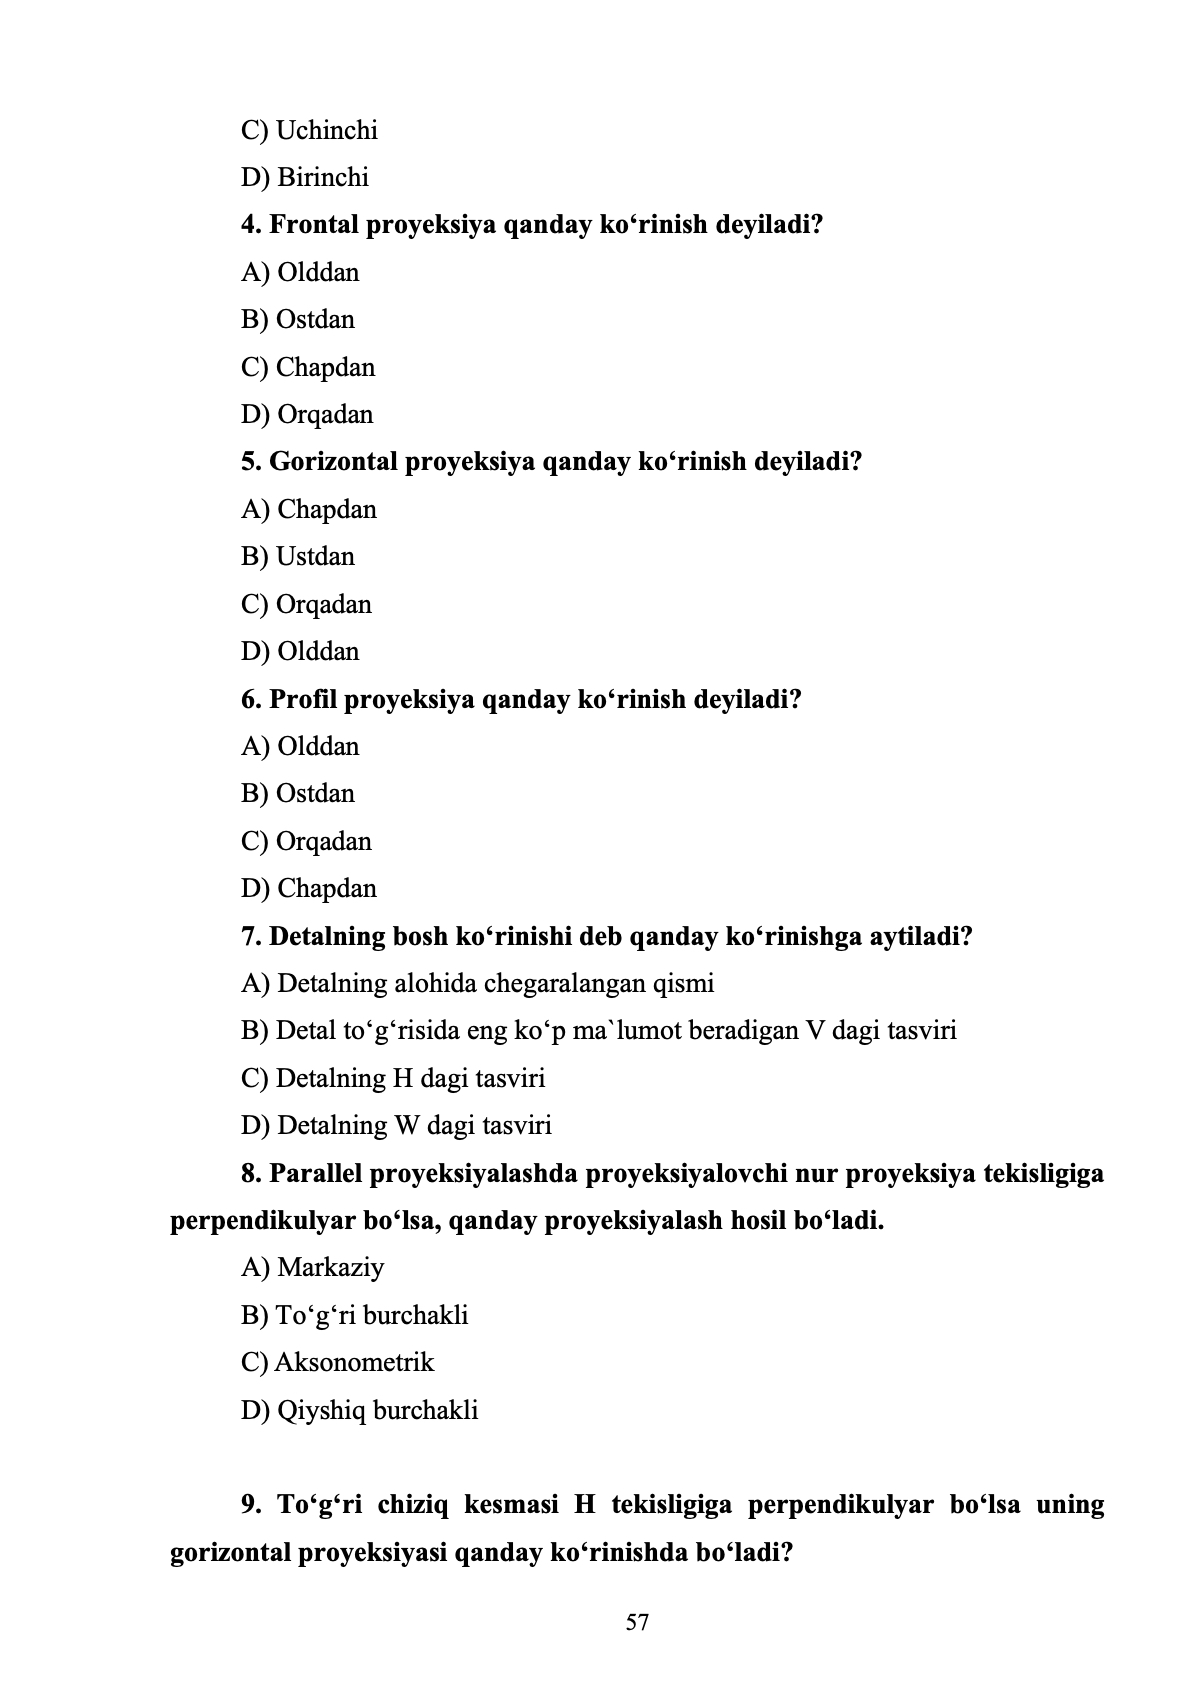 C) Uchinchi
D) Birinchi
4. Frontal proyeksiya qanday ko‘rinish deyiladi?
A) Olddan
B) Ostdan
C) Chapdan
D) Orqadan
5. Gorizontal proyeksiya qanday ko‘rinish deyiladi?
A) Chapdan
B) Ustdan
C) Orqadan
D) Olddan
6. Profil proyeksiya qanday ko‘rinish deyiladi?
A) Olddan
B) Ostdan
C) Orqadan
D) Chapdan
7. Detalning bosh ko‘rinishi deb qanday ko‘rinishga aytiladi?
A) Detalning alohida chegaralangan qismi
B) Detal to‘g‘risida eng ko‘p ma`lumot beradigan V dagi tasviri
C) Detalning H dagi tasviri
D) Detalning W dagi tasviri
8. Parallel proyeksiyalashda proyeksiyalovchi nur proyeksiya tekisligiga
perpendikulyar bo‘lsa, qanday proyeksiyalash hosil bo‘ladi.
A) Markaziy
B) To‘g‘ri burchakli
C) Aksonometrik
D) Qiyshiq burchakli
9. To‘g‘ri chiziq kesmasi H tekisligiga perpendikulyar bo‘lsa uning
gorizontal proyeksiyasi qanday ko‘rinishda bo‘ladi?
57